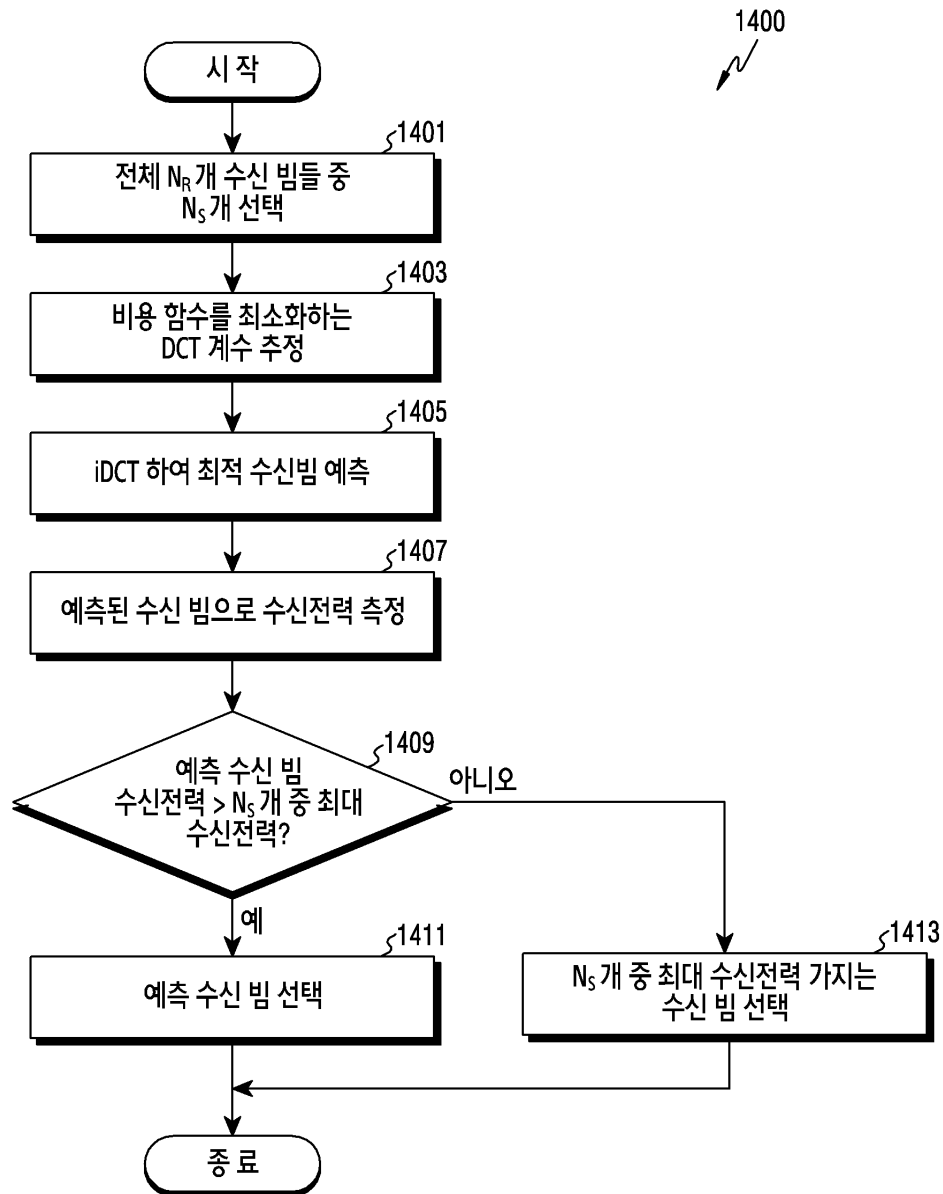 1400
시 작
1401
전체 N_R개 수신 빔들 중
N_S개 선택
1403
비용 함수를 최소화하는
DCT 계수 추정
1405
iDCT 하여 최적 수신빔 예측
1407
예측된 수신 빔으로 수신전력 측정
1409
예측 수신 빔
수신전력 > N_S개 중 최대
수신전력?
아니오
예
1411
예측 수신 빔 선택
1413
N_S개 중 최대 수신전력 가지는
수신 빔 선택
종 료